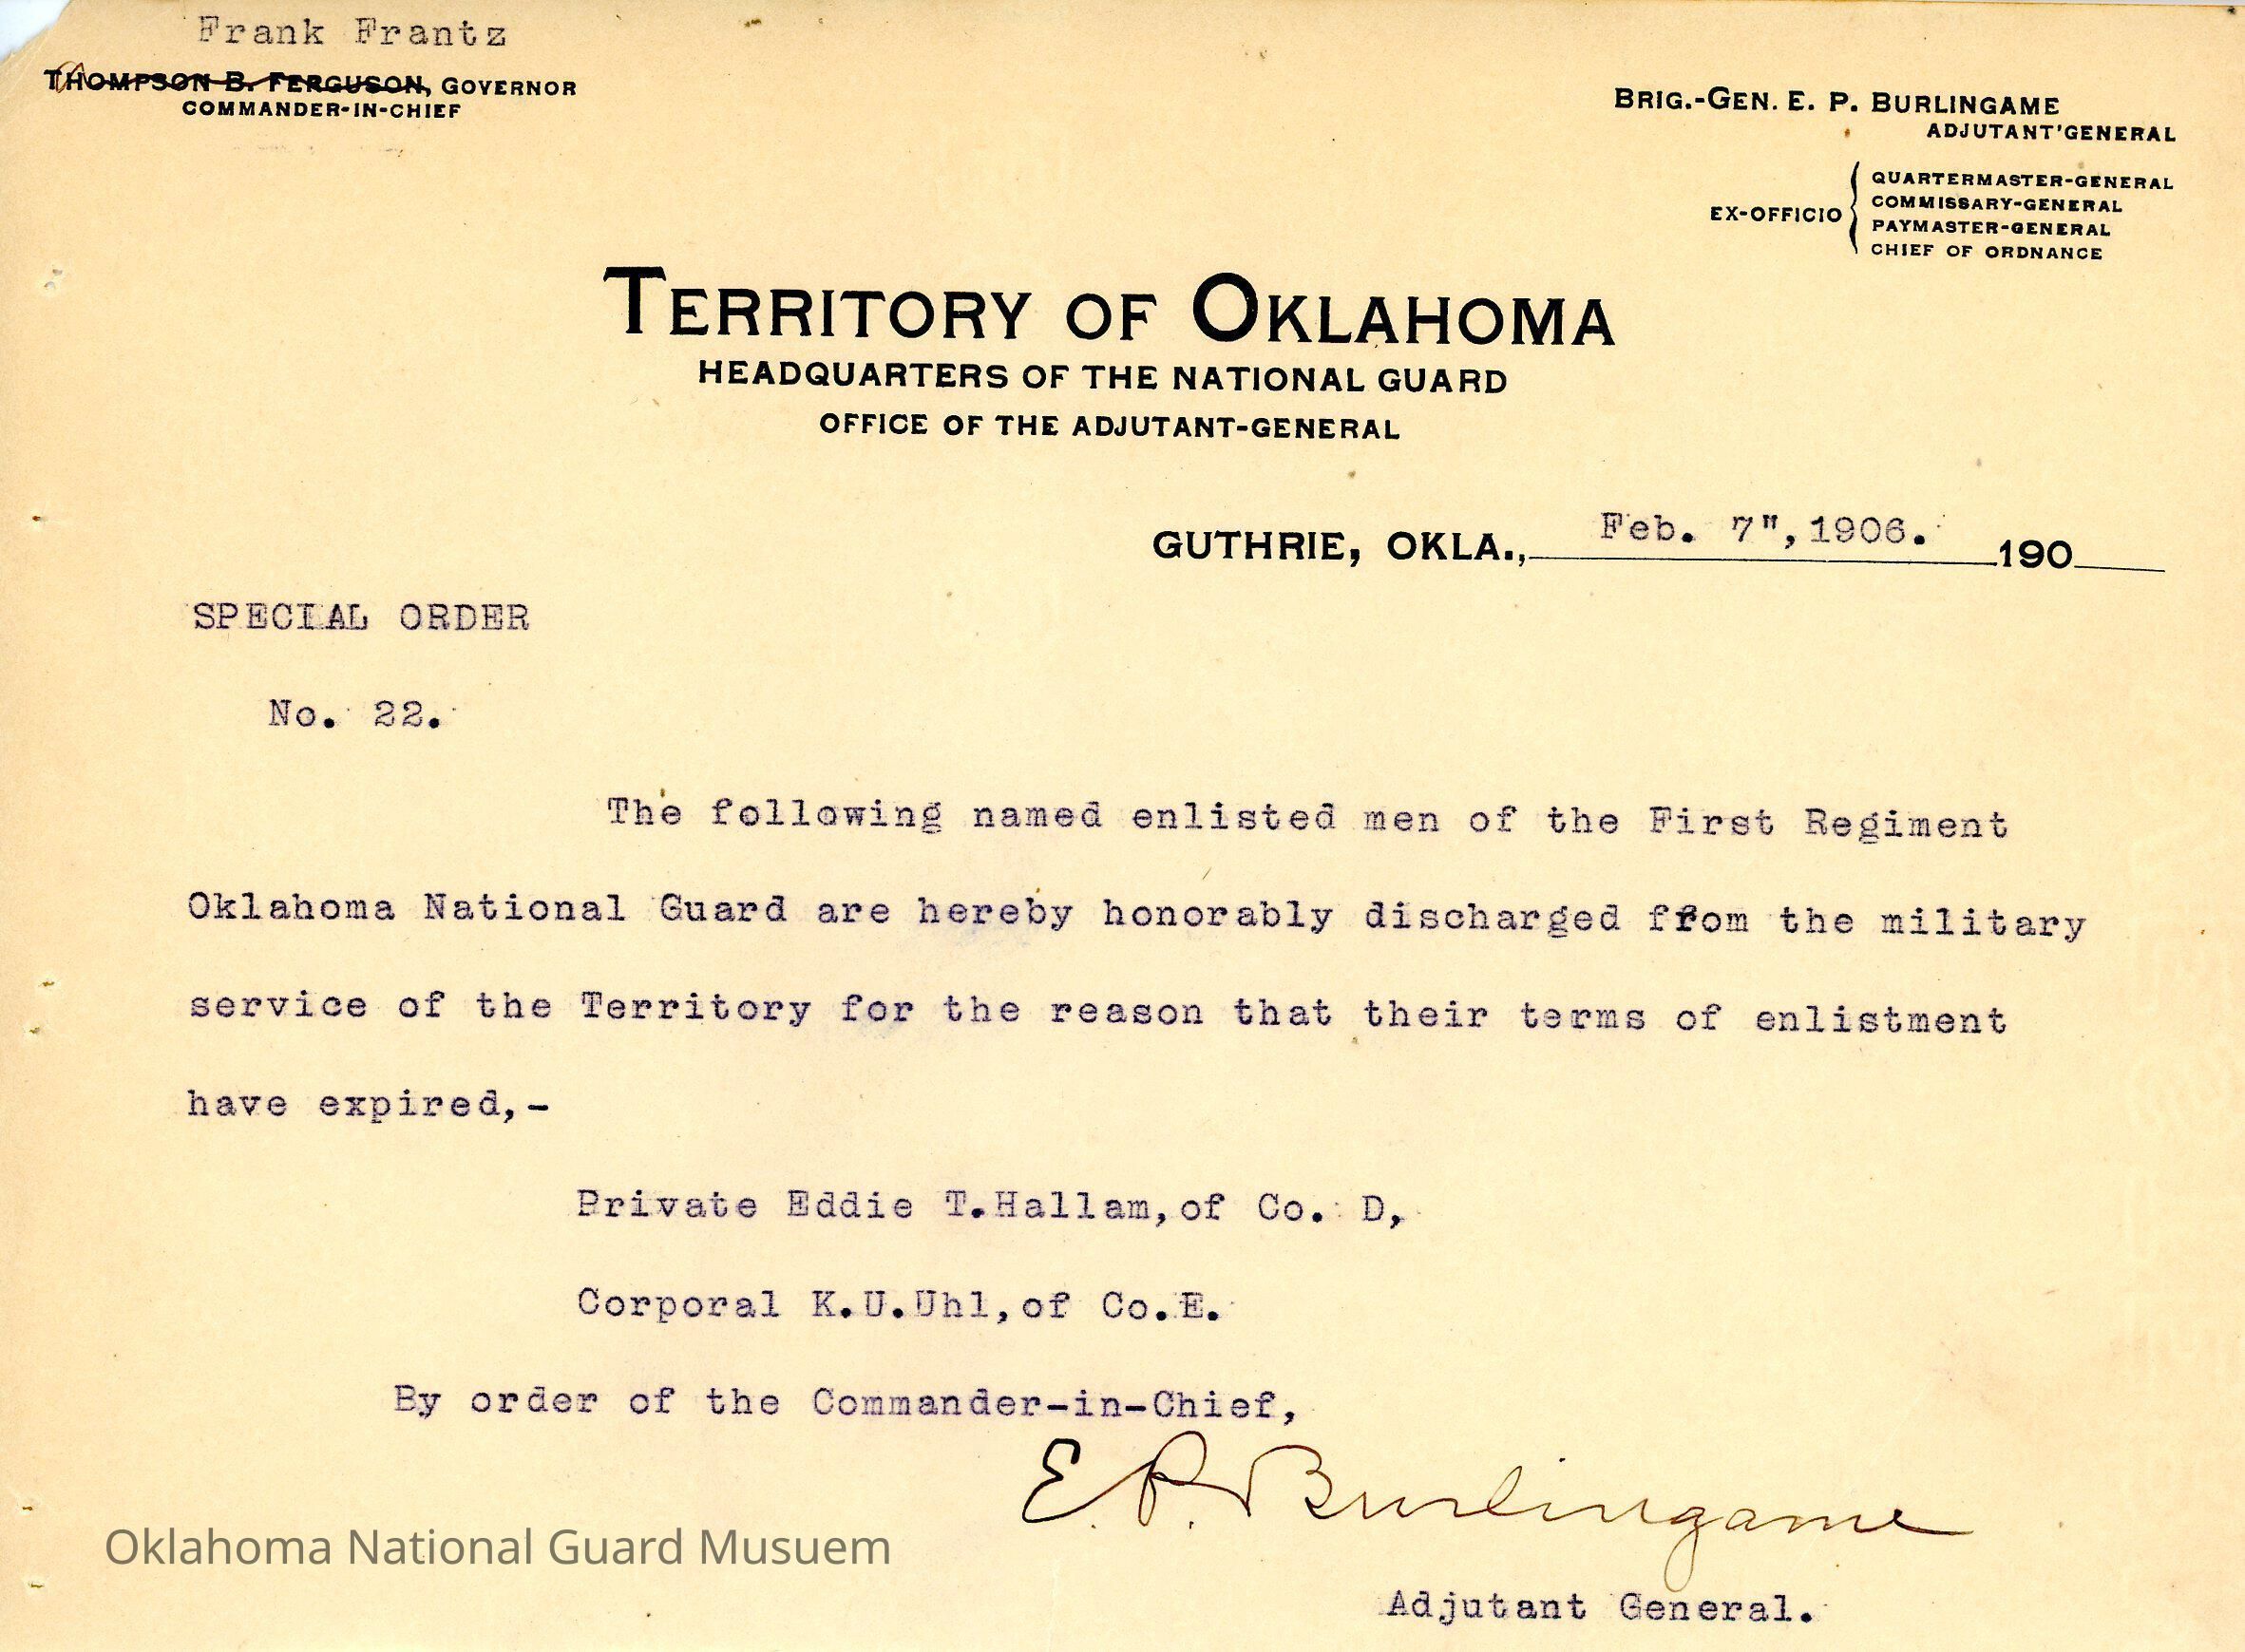 Frank Frantz
THOMPSON B. FERGUSON, GOVERNOR
COMMANDER-IN-CHIEF
BRIG.-GEN. E. P. BURLINGAME
ADJUTANT'GENERAL
EX-OFFICIO
QUARTERMASTER-GENERAL
COMMISSARY-GENERAL
PAYMASTER-GENERAL
CHIEF OF ORDNANCE
TERRITORY OF OKLAHOMA
HEADQUARTERS OF THE NATIONAL GUARD
OFFICE OF THE ADJUTANT-GENERAL
GUTHRIE, OKLA., Feb. 7", 1906. 190
SPECIAL ORDER
No. 22.
The following named enlisted men of the First Regiment
Oklahoma National Guard are hereby honorably discharged ffom the military
service of the Territory for the reason that their terms of enlistment
have expired,-
Private Eddie T.Hallam,of Co. D,
Corporal K.U.Uhl,of Co.E.
By order of the Commander-in-Chief,
E. P. Burlingame
Oklahoma National Guard Musuem
Adjutant General.